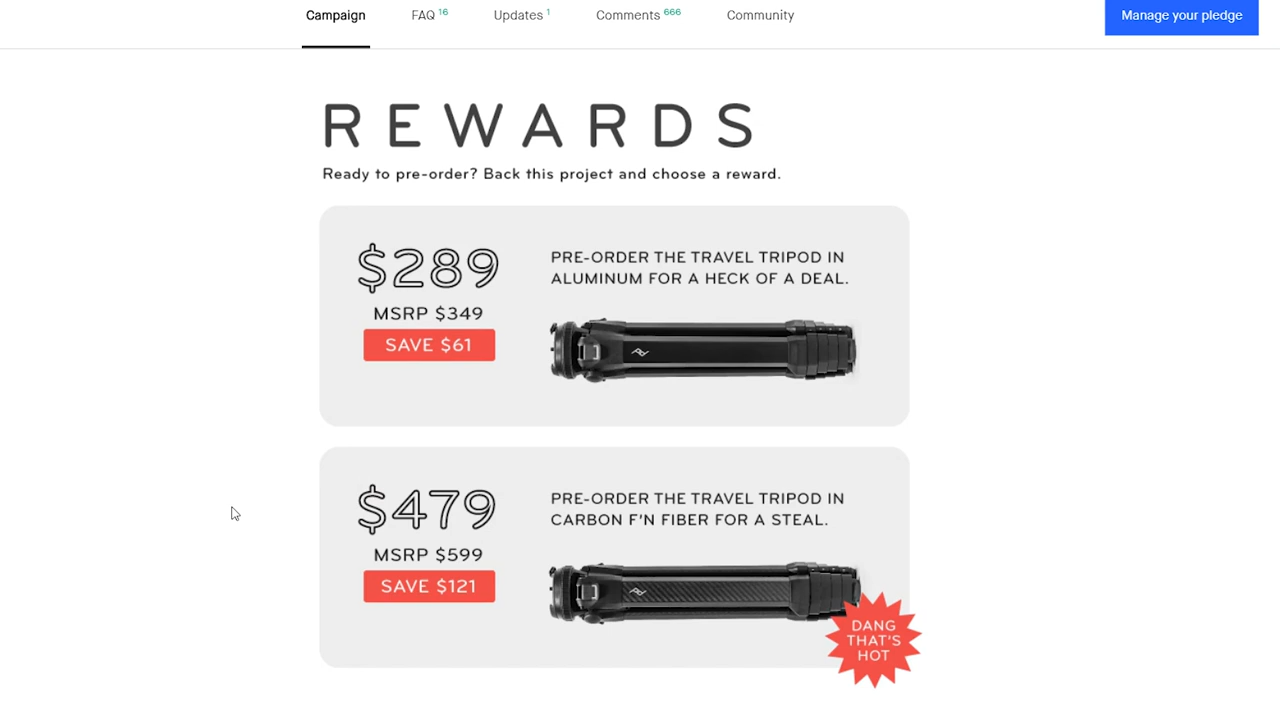 Campaign
FAQ 16
Updates 1
Comments 666
Community
Manage your pledge
REWARDS
Ready to pre-order? Back this project and choose a reward.
$289
MSRP $349
SAVE $61
PRE-ORDER THE TRAVEL TRIPOD IN
ALUMINUM FOR A HECK OF A DEAL.
$479
MSRP $599
SAVE $121
PRE-ORDER THE TRAVEL TRIPOD IN
CARBON F'N FIBER FOR A STEAL.
DANG
THAT'S
HOT